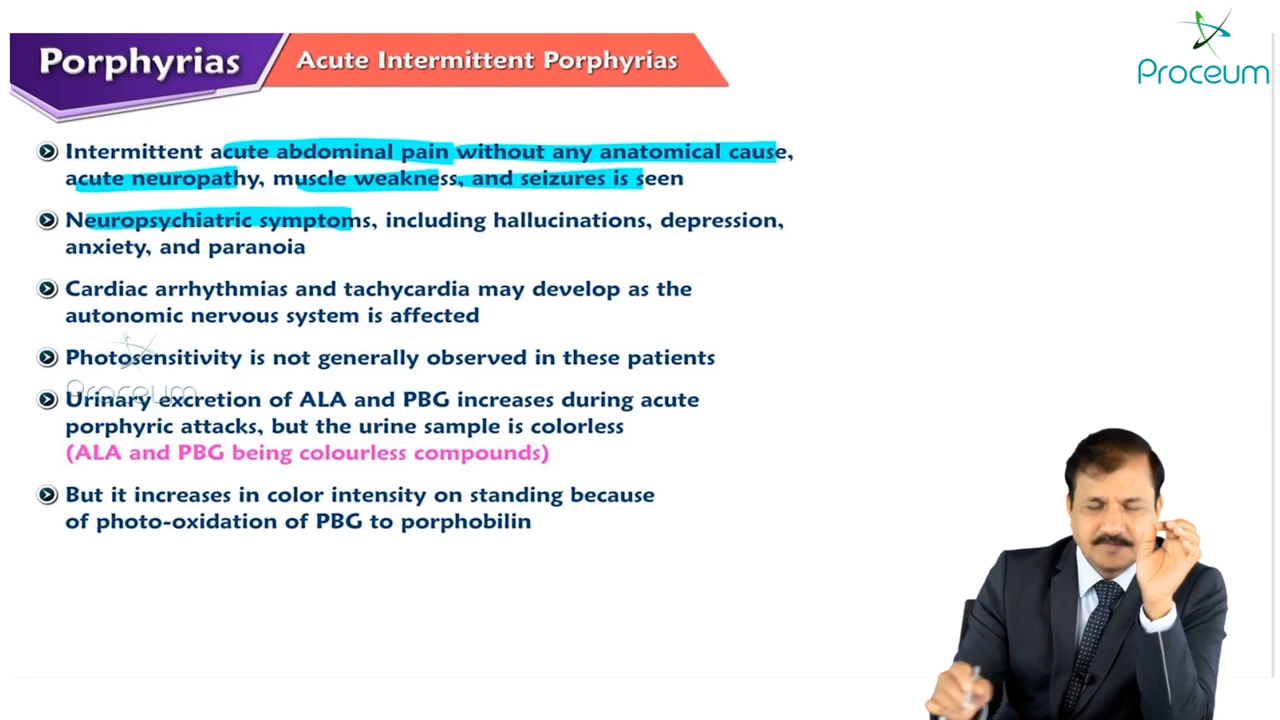 Porphyrias
Acute Intermittent Porphyrias
Proceum
Intermittent acute abdominal pain without any anatomical cause,
acute neuropathy, muscle weakness, and seizures is seen
Neuropsychiatric symptoms, including hallucinations, depression,
anxiety, and paranoia
Cardiac arrhythmias and tachycardia may develop as the
autonomic nervous system is affected
Photosensitivity is not generally observed in these patients
Proceum
Urinary excretion of ALA and PBG increases during acute
porphyric attacks, but the urine sample is colorless
(ALA and PBG being colourless compounds)
But it increases in color intensity on standing because
of photo-oxidation of PBG to porphobilin